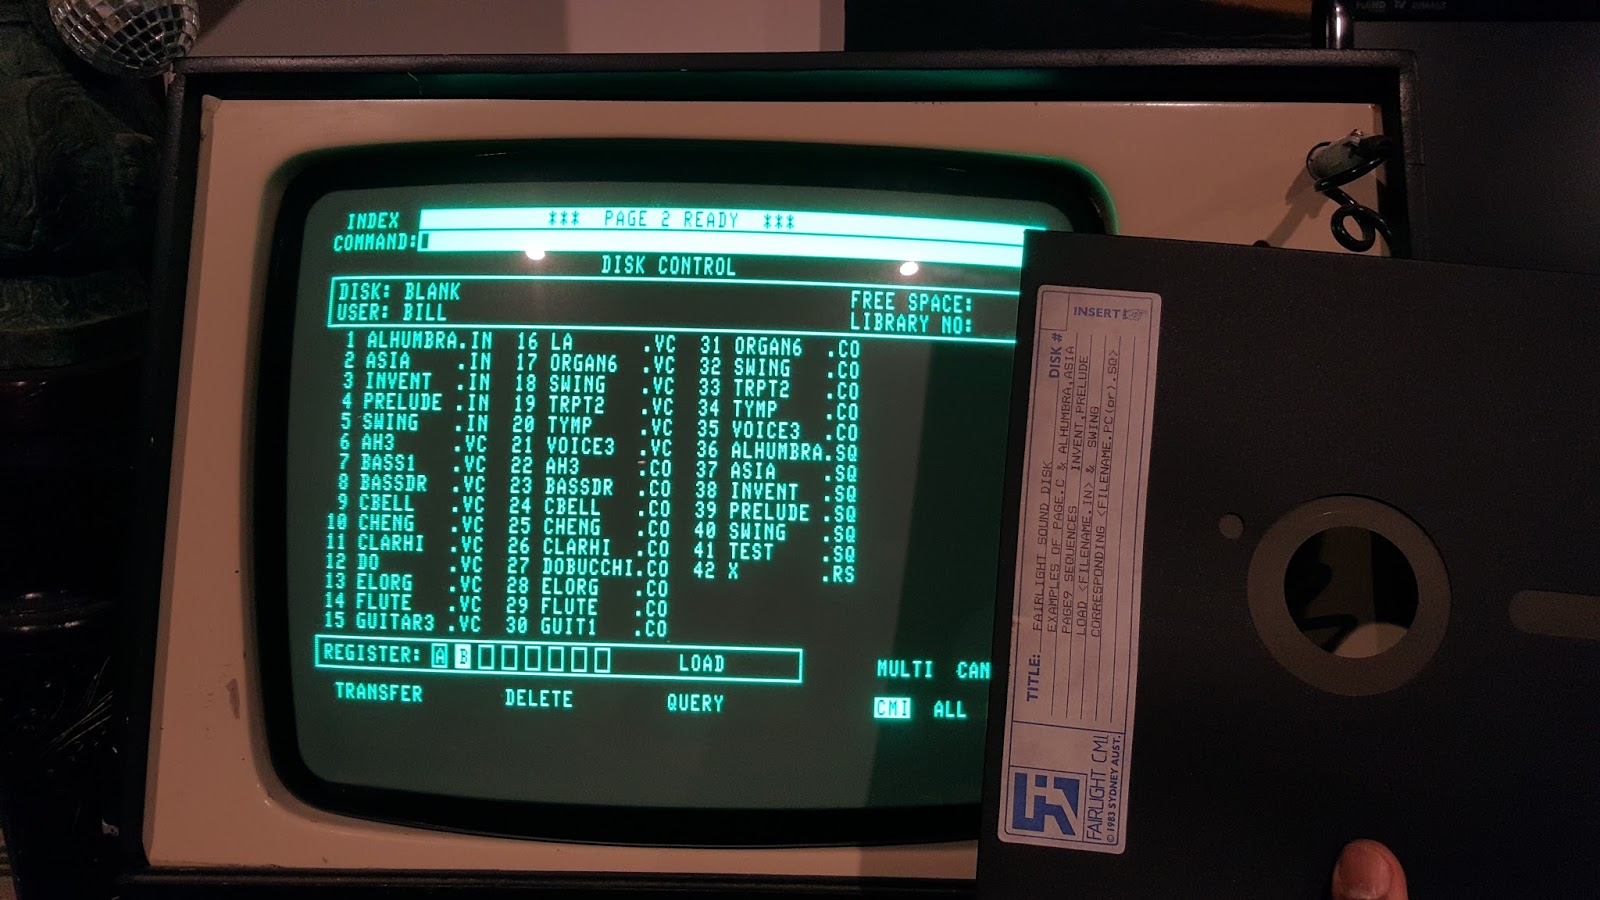 INDEX *** PAGE 2 READY ***
COMMAND:
DISK CONTROL
DISK: BLANK FREE SPACE:
USER: BILL LIBRARY NO:
1 ALHUMBRA.IN 16 LA .VC 31 ORGAN6 .CO
2 ASIA .IN 17 ORGAN6 .VC 32 SWING .CO
3 INVENT .IN 18 SWING .VC 33 TRPT2 .CO
4 PRELUDE .IN 19 TRPT2 .VC 34 TYMP .CO
5 SWING .IN 20 TYMP .VC 35 VOICE3 .CO
6 AH3 .VC 21 VOICE3 .VC 36 ALHUMBRA.SQ
7 BASS1 .VC 22 AH3 .CO 37 ASIA .SQ
8 BASSDR .VC 23 BASSDR .CO 38 INVENT .SQ
9 CBELL .VC 24 CBELL .CO 39 PRELUDE .SQ
10 CHENG .VC 25 CHENG .CO 40 SWING .SQ
11 CLARHI .VC 26 CLARHI .CO 41 TEST .SQ
12 DO .VC 27 DOBUCCHI.CO 42 X .RS
13 ELORG .VC 28 ELORG .CO
14 FLUTE .VC 29 FLUTE .CO
15 GUITAR3 .VC 30 GUIT1 .CO
REGISTER: A B LOAD
MULTI CAN
TRANSFER DELETE QUERY
CMI ALL
INSERT
DISK #
TITLE: FAIRLIGHT SOUND DISK
EXAMPLES OF PAGE.C & ALHUMBRA,ASIA
PAGE9 SEQUENCES INVENT,PRELUDE
LOAD <FILENAME.IN> & SWING
CORRESPONDING <FILENAME.PC(or).SQ>
FAIRLIGHT CMI
© 1983 SYDNEY AUST.